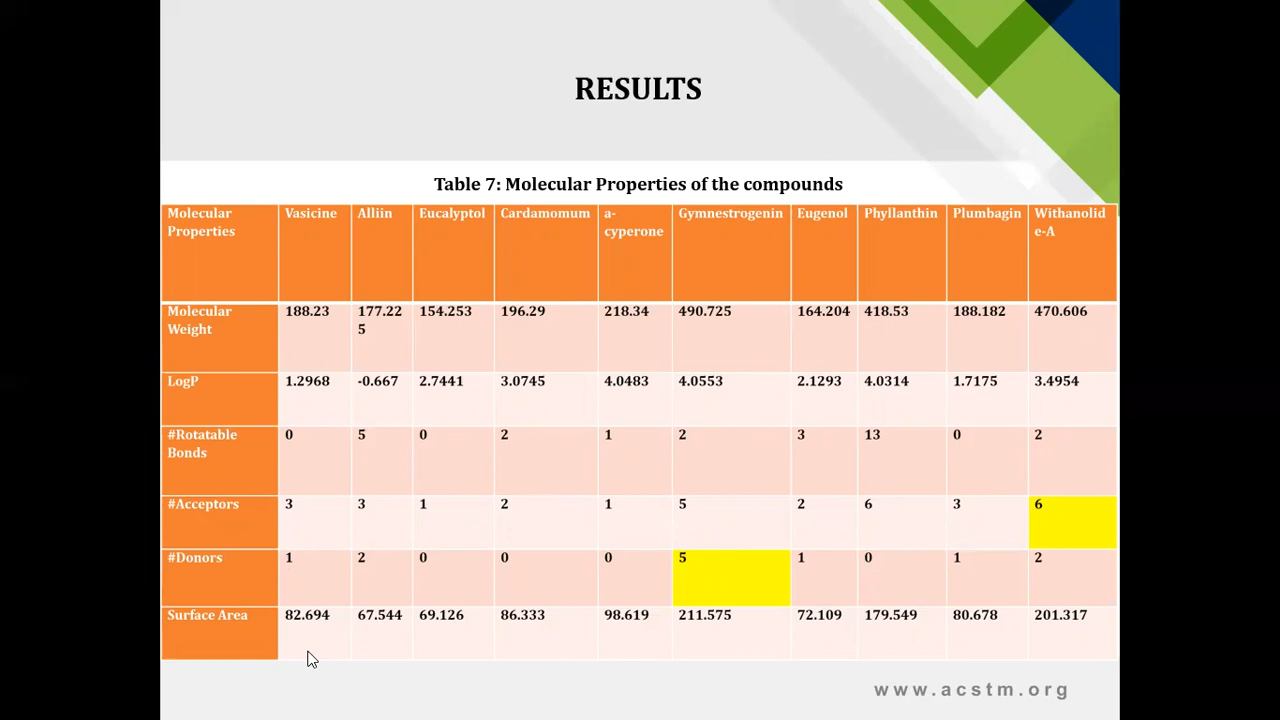 RESULTS
Table 7: Molecular Properties of the compounds
Molecular Properties Vasicine Alliin Eucalyptol Cardamomum a-cyperone Gymnestrogenin Eugenol Phyllanthin Plumbagin Withanolide-A
Molecular Weight 188.23 177.225 154.253 196.29 218.34 490.725 164.204 418.53 188.182 470.606
LogP 1.2968 -0.667 2.7441 3.0745 4.0483 4.0553 2.1293 4.0314 1.7175 3.4954
#Rotatable Bonds 0 5 0 2 1 2 3 13 0 2
#Acceptors 3 3 1 2 1 5 2 6 3 6
#Donors 1 2 0 0 0 5 1 0 1 2
Surface Area 82.694 67.544 69.126 86.333 98.619 211.575 72.109 179.549 80.678 201.317
www.acstm.org